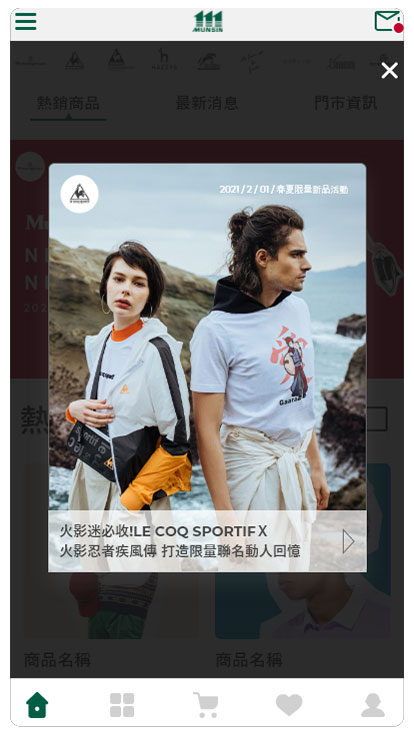 MUNSIN
熱銷商品
最新消息
門市資訊
2021 / 2 / 01 / 春夏限量新品活動
愛
Gaara
火影迷必收!LE COQ SPORTIF X
火影忍者疾風傳 打造限量聯名動人回憶
熱
商品名稱
商品名稱